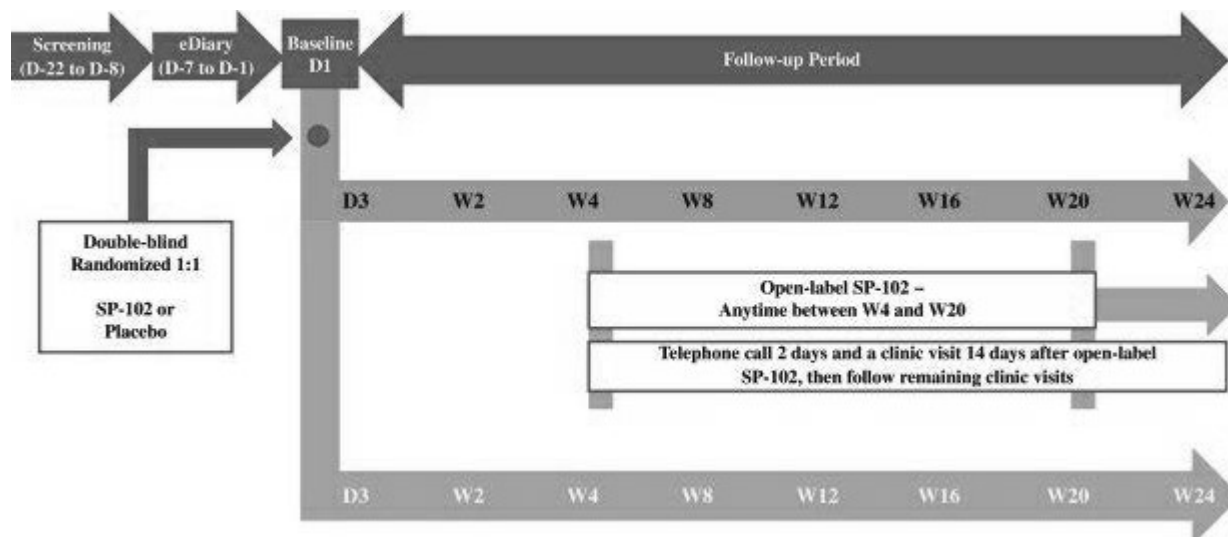 Screening
(D-22 to D-8)
eDiary
(D-7 to D-1)
Baseline
D1
Follow-up Period
D3 W2 W4 W8 W12 W16 W20 W24
Double-blind
Randomized 1:1
SP-102 or
Placebo
Open-label SP-102 –
Anytime between W4 and W20
Telephone call 2 days and a clinic visit 14 days after open-label
SP-102, then follow remaining clinic visits
D3 W2 W4 W8 W12 W16 W20 W24